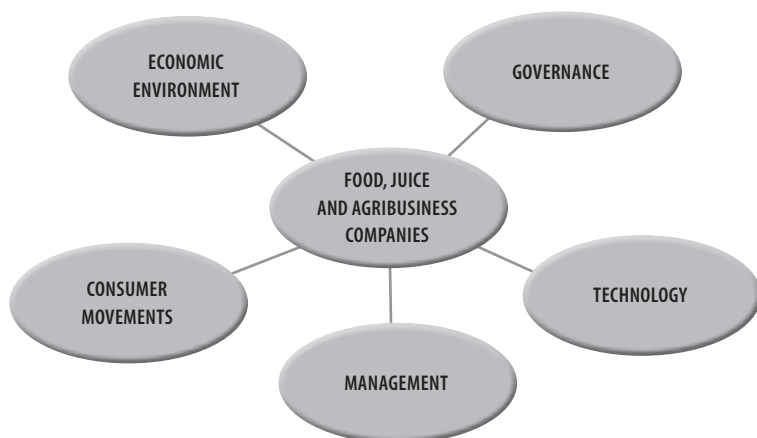 ECONOMIC
ENVIRONMENT
GOVERNANCE
FOOD, JUICE
AND AGRIBUSINESS
COMPANIES
CONSUMER
MOVEMENTS
TECHNOLOGY
MANAGEMENT